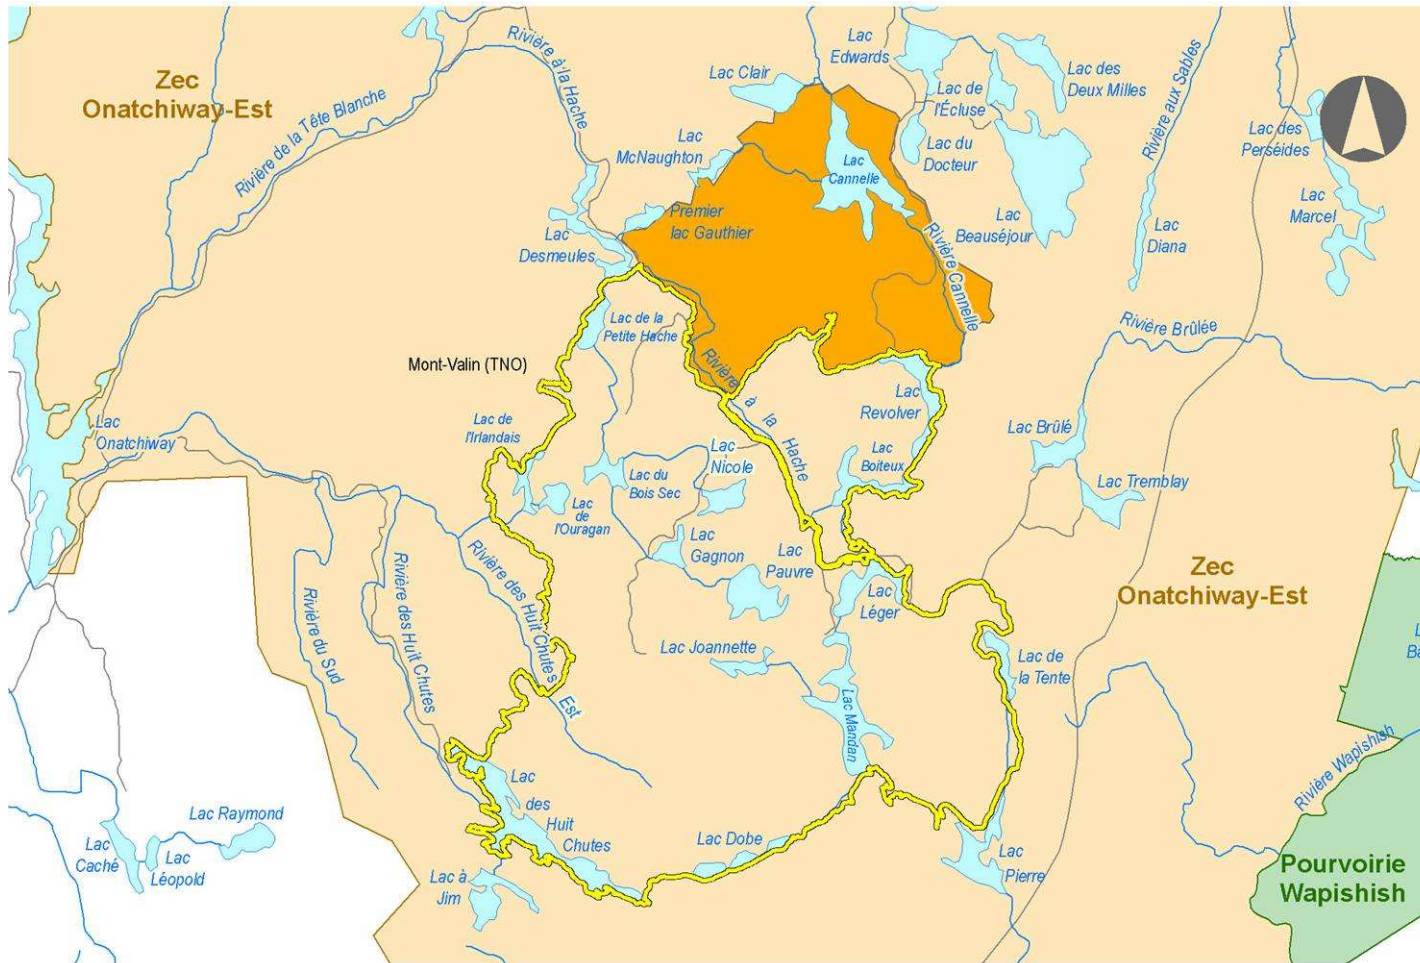 Zec
Onatchiway-Est
Rivière de la Tête Blanche
Rivière à la Hache
Lac Clair
Lac
Edwards
Lac de
l'Écluse
Lac des
Deux Milles
Rivière aux Sables
Lac des
Perséides
Lac
McNaughton
Lac
Cannelle
Lac du
Docteur
Lac
Marcel
Premier
lac Gauthier
Lac
Desmeules
Rivière Cannelle
Lac
Beauséjour
Lac
Diana
Lac de la
Petite Hache
Rivière Brûlée
Mont-Valin (TNO)
Rivière à la Hache
Lac
Revolver
Lac
Onatchiway
Lac de
l'Irlandais
Lac
Nicole
Lac
Boiteux
Lac Brûlé
Lac du
Bois Sec
Lac Tremblay
Lac
de
l'Ouragan
Lac
Gagnon
Lac
Pauvre
Zec
Onatchiway-Est
Rivière du Sud
Rivière des Huit Chutes
Rivière des Huit Chutes Est
Lac
Léger
Lac Joannette
Lac de
la Tente
Lac Mandan
Rivière Wapishish
Lac
des
Huit
Chutes
Lac Raymond
Lac
Caché
Lac
Léopold
Lac Dobe
Lac
Pierre
Lac à
Jim
Pourvoirie
Wapishish